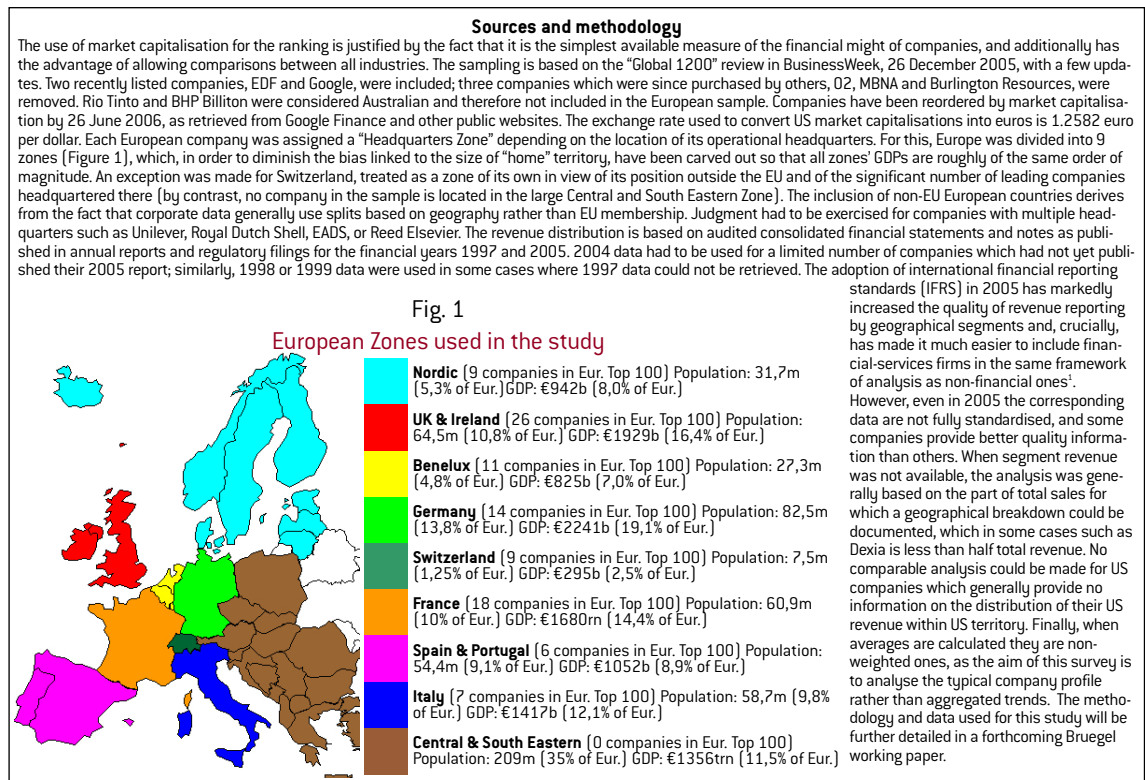 Sources and methodology
The use of market capitalisation for the ranking is justified by the fact that it is the simplest available measure of the financial might of companies, and additionally has
the advantage of allowing comparisons between all industries. The sampling is based on the “Global 1200” review in BusinessWeek, 26 December 2005, with a few upda-
tes. Two recently listed companies, EDF and Google, were included; three companies which were since purchased by others, O2, MBNA and Burlington Resources, were
removed. Rio Tinto and BHP Billiton were considered Australian and therefore not included in the European sample. Companies have been reordered by market capitalisa-
tion by 26 June 2006, as retrieved from Google Finance and other public websites. The exchange rate used to convert US market capitalisations into euros is 1.2582 euro
per dollar. Each European company was assigned a “Headquarters Zone” depending on the location of its operational headquarters. For this, Europe was divided into 9
zones (Figure 1), which, in order to diminish the bias linked to the size of “home” territory, have been carved out so that all zones’ GDPs are roughly of the same order of
magnitude. An exception was made for Switzerland, treated as a zone of its own in view of its position outside the EU and of the significant number of leading companies
headquartered there (by contrast, no company in the sample is located in the large Central and South Eastern Zone). The inclusion of non-EU European countries derives
from the fact that corporate data generally use splits based on geography rather than EU membership. Judgment had to be exercised for companies with multiple head-
quarters such as Unilever, Royal Dutch Shell, EADS, or Reed Elsevier. The revenue distribution is based on audited consolidated financial statements and notes as publi-
shed in annual reports and regulatory filings for the financial years 1997 and 2005. 2004 data had to be used for a limited number of companies which had not yet publi-
shed their 2005 report; similarly, 1998 or 1999 data were used in some cases where 1997 data could not be retrieved. The adoption of international financial reporting
standards (IFRS) in 2005 has markedly
increased the quality of revenue reporting
by geographical segments and, crucially,
has made it much easier to include finan-
cial-services firms in the same framework
of analysis as non-financial ones¹.
However, even in 2005 the corresponding
data are not fully standardised, and some
companies provide better quality informa-
tion than others. When segment revenue
was not available, the analysis was gene-
rally based on the part of total sales for
which a geographical breakdown could be
documented, which in some cases such as
Dexia is less than half total revenue. No
comparable analysis could be made for US
companies which generally provide no
information on the distribution of their US
revenue within US territory. Finally, when
averages are calculated they are non-
weighted ones, as the aim of this survey is
to analyse the typical company profile
rather than aggregated trends. The metho-
dology and data used for this study will be
further detailed in a forthcoming Bruegel
working paper.
Fig. 1
European Zones used in the study
Nordic (9 companies in Eur. Top 100) Population: 31,7m
(5,3% of Eur.)GDP: €942b (8,0% of Eur.)
UK & Ireland (26 companies in Eur. Top 100) Population:
64,5m (10,8% of Eur.) GDP: €1929b (16,4% of Eur.)
Benelux (11 companies in Eur. Top 100) Population: 27,3m
(4,8% of Eur.) GDP: €825b (7,0% of Eur.)
Germany (14 companies in Eur. Top 100) Population: 82,5m
(13,8% of Eur.) GDP: €2241b (19,1% of Eur.)
Switzerland (9 companies in Eur. Top 100) Population: 7,5m
(1,25% of Eur.) GDP: €295b (2,5% of Eur.)
France (18 companies in Eur. Top 100) Population: 60,9m
(10% of Eur.) GDP: €1680rn (14,4% of Eur.)
Spain & Portugal (6 companies in Eur. Top 100) Population:
54,4m (9,1% of Eur.) GDP: €1052b (8,9% of Eur.)
Italy (7 companies in Eur. Top 100) Population: 58,7m (9,8%
of Eur.) GDP: €1417b (12,1% of Eur.)
Central & South Eastern (0 companies in Eur. Top 100)
Population: 209m (35% of Eur.) GDP: €1356trn (11,5% of Eur.)